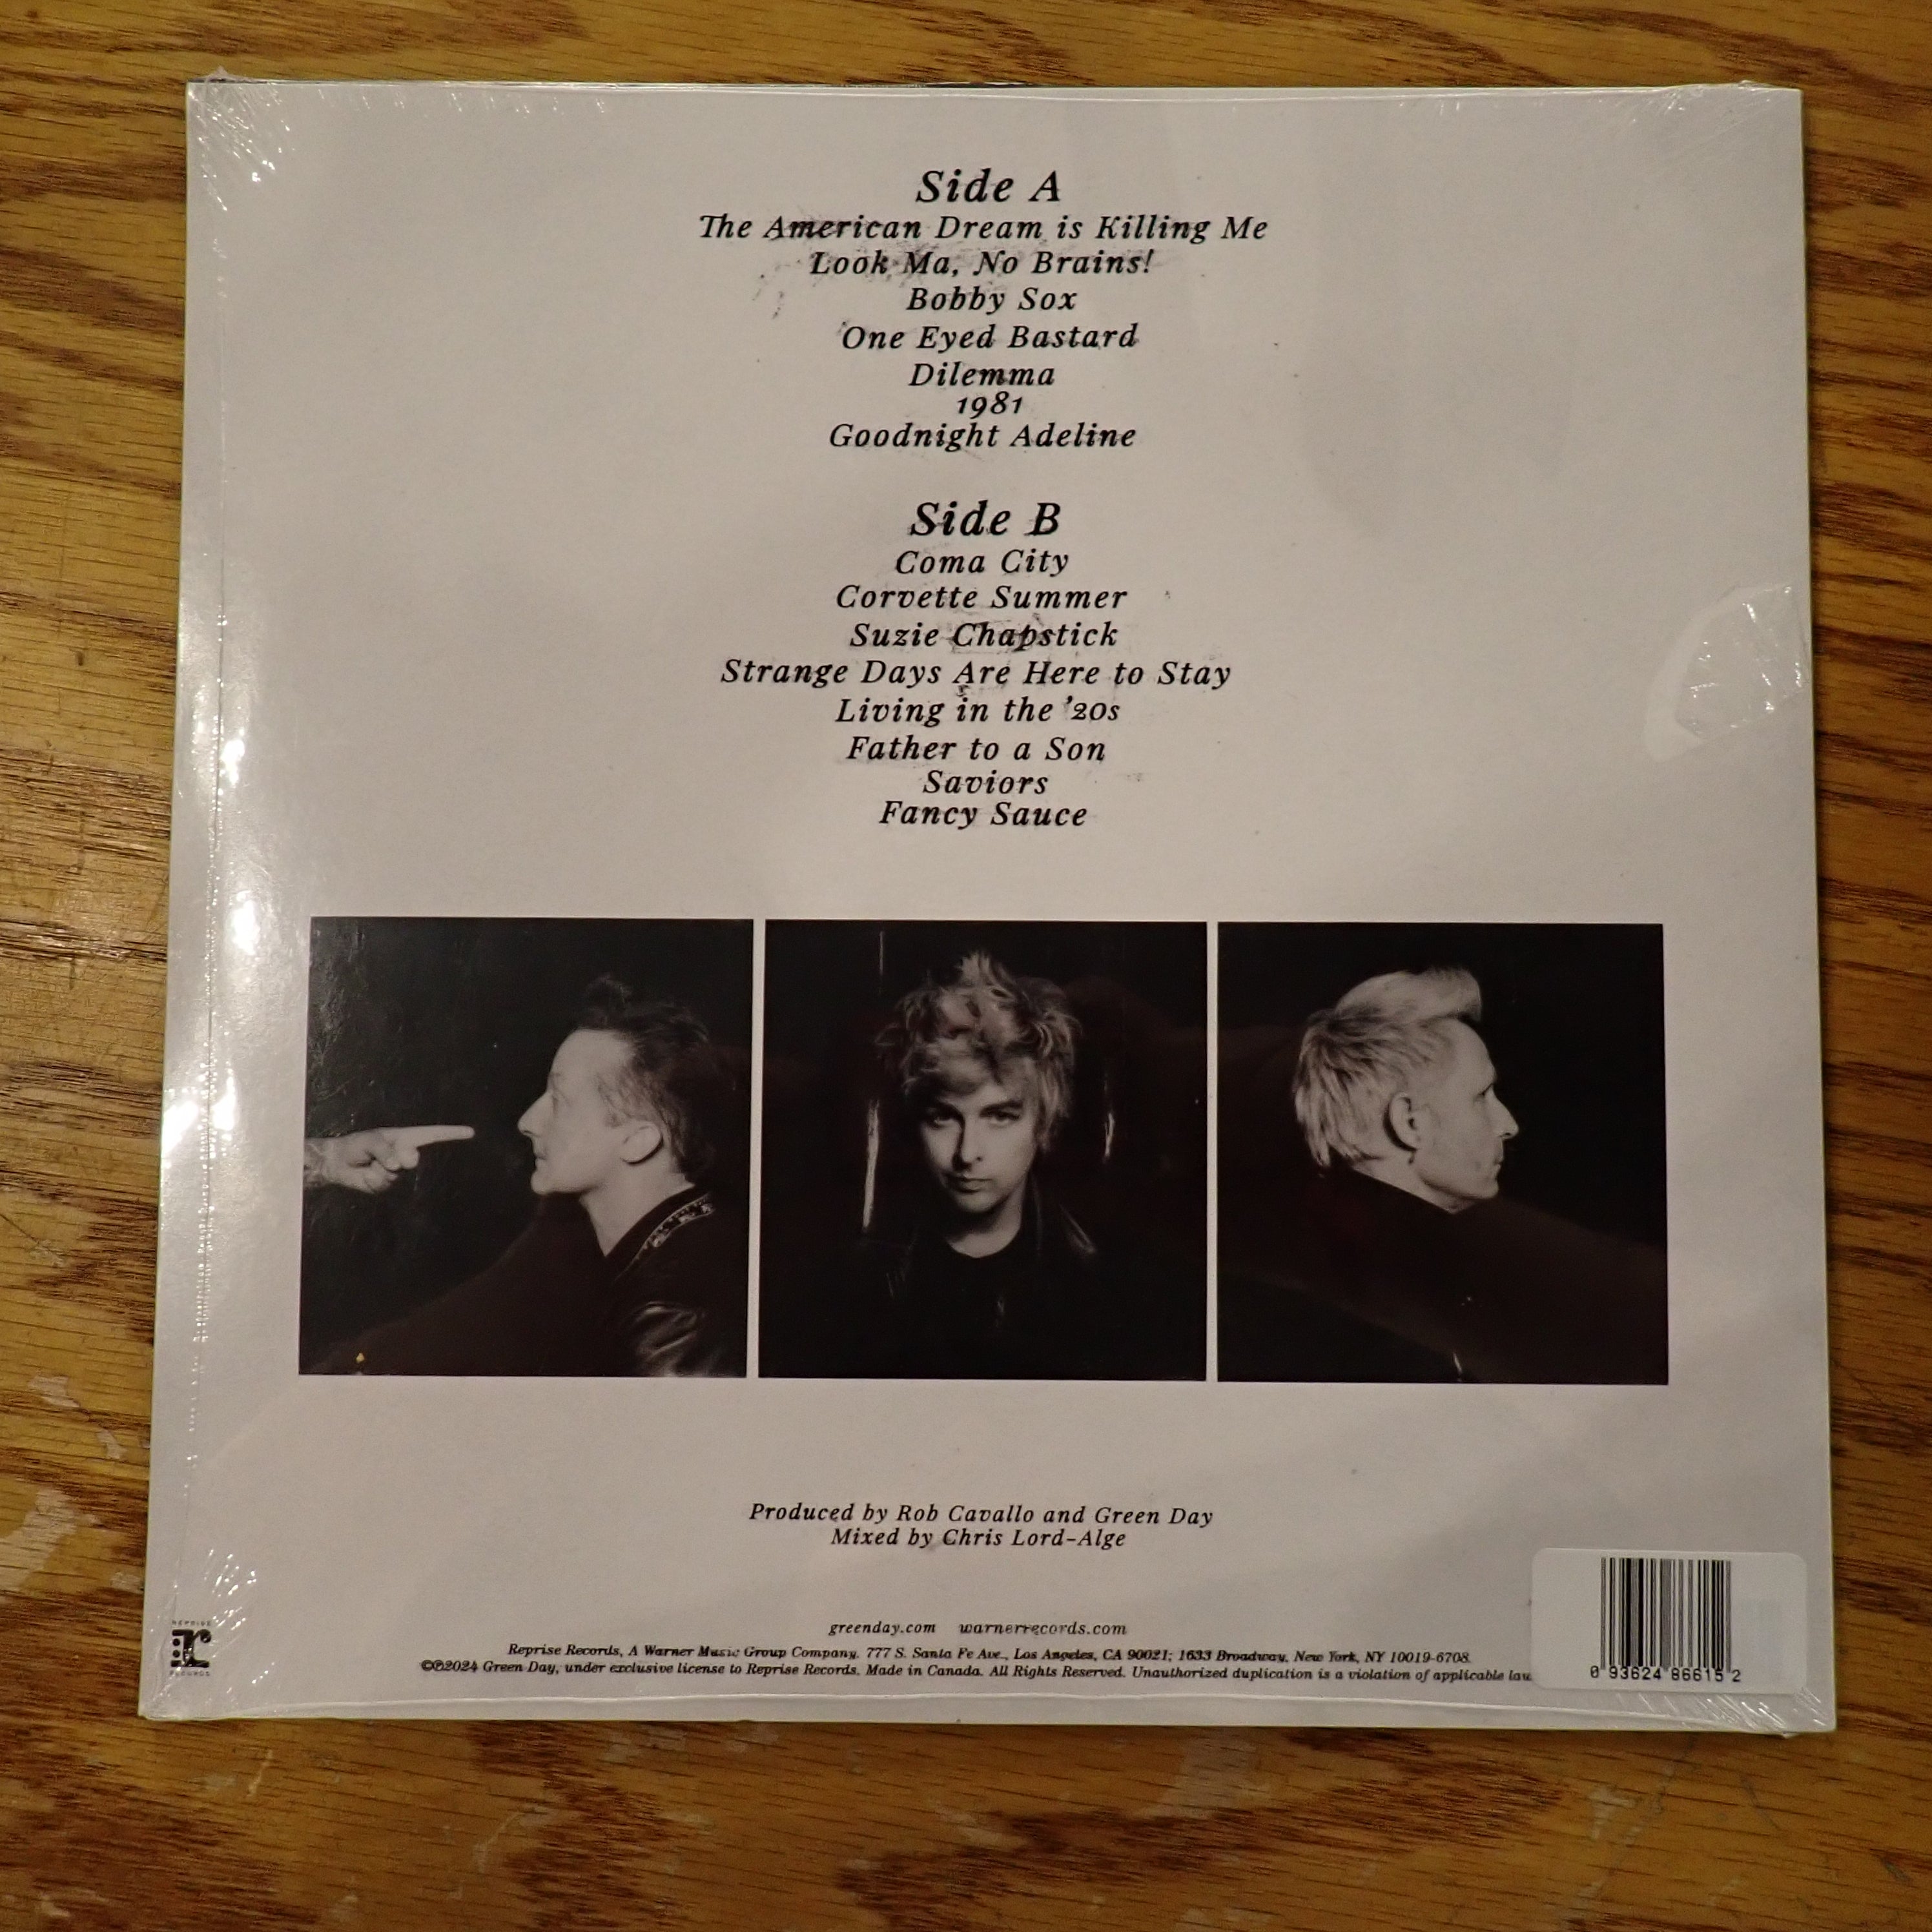 Side A
The American Dream is Killing Me
Look Ma, No Brains!
Bobby Sox
One Eyed Bastard
Dilemma
1981
Goodnight Adeline
Side B
Coma City
Corvette Summer
Suzie Chapstick
Strange Days Are Here to Stay
Living in the '20s
Father to a Son
Saviors
Fancy Sauce
Produced by Rob Cavallo and Green Day
Mixed by Chris Lord-Alge
greenday.com warnerrecords.com
Reprise Records, A Warner Music Group Company. 777 S. Santa Fe Ave., Los Angeles, CA 90021; 1633 Broadway, New York, NY 10019-6708.
©℗2024 Green Day, under exclusive license to Reprise Records. Made in Canada. All Rights Reserved. Unauthorized duplication is a violation of applicable law
REPRISE
r
RECORDS
0 93624 86615 2